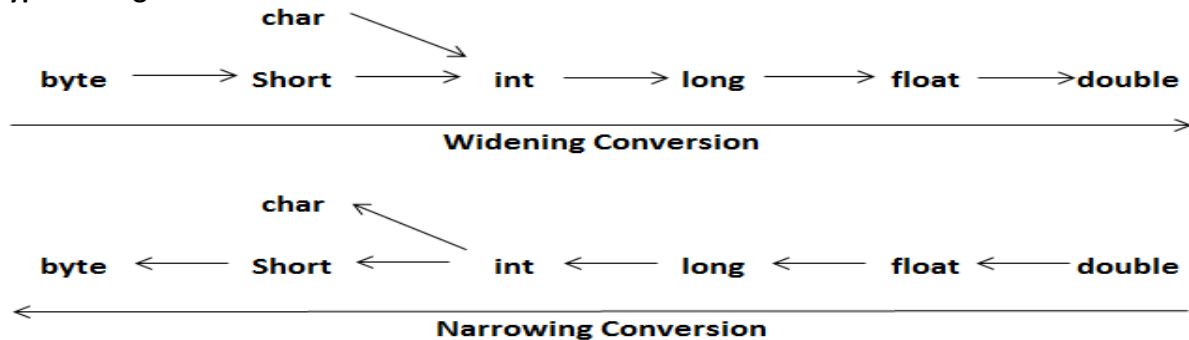 char
byte Short int long float double
Widening Conversion
char
byte Short int long float double
Narrowing Conversion